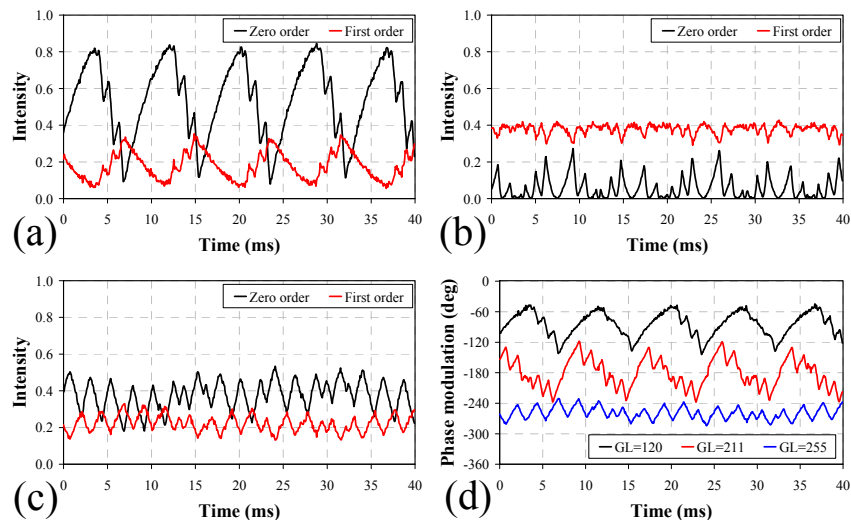 Zero order First order
Intensity
1.0
0.8
0.6
0.4
0.2
0.0
0 5 10 15 20 25 30 35 40
Time (ms)
(a)
Zero order First order
Intensity
1.0
0.8
0.6
0.4
0.2
0.0
0 5 10 15 20 25 30 35 40
Time (ms)
(b)
Zero order First order
Intensity
1.0
0.8
0.6
0.4
0.2
0.0
0 5 10 15 20 25 30 35 40
Time (ms)
(c)
Phase modulation (deg)
0
-60
-120
-180
-240
-300
-360
GL=120 GL=211 GL=255
0 5 10 15 20 25 30 35 40
Time (ms)
(d)